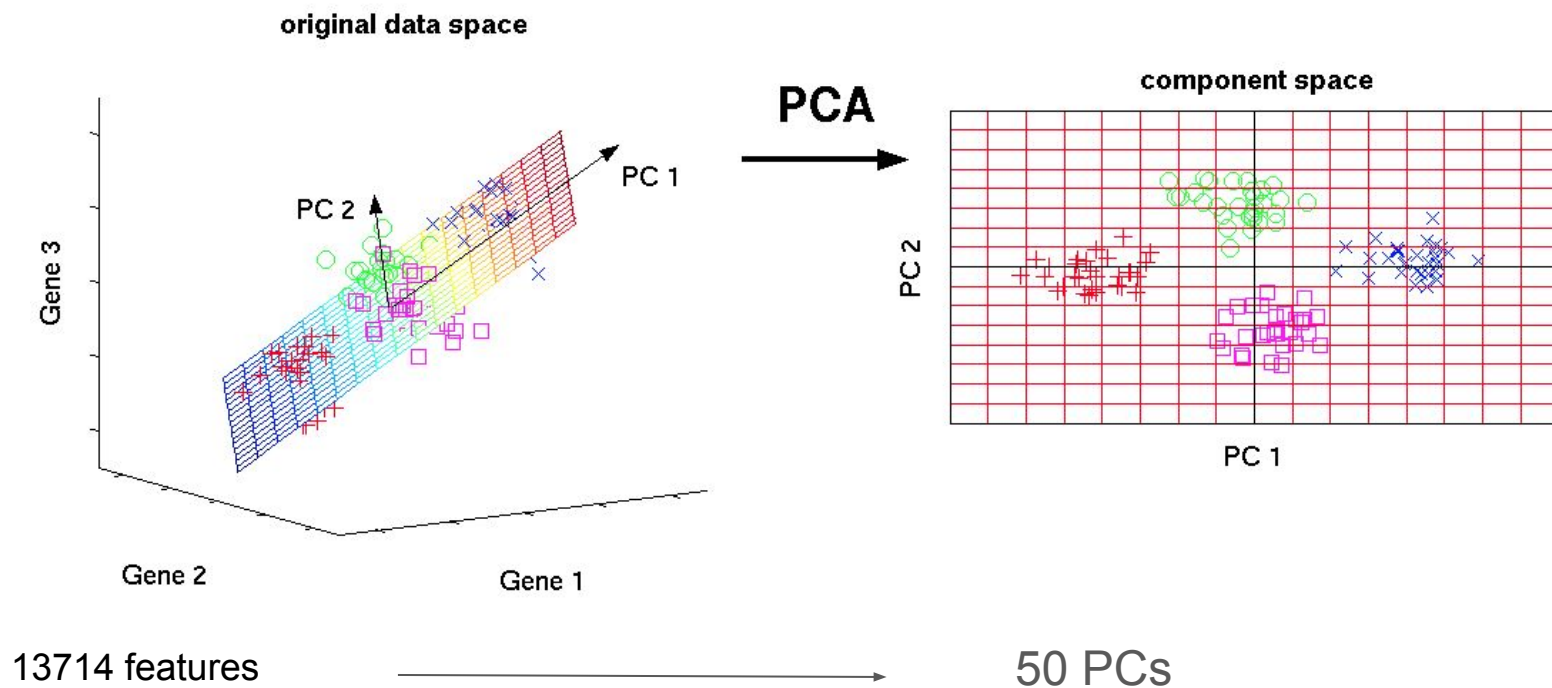 original data space
PCA
component space
PC 1
PC 2
Gene 3
PC 2
Gene 2
Gene 1
PC 1
13714 features
50 PCs